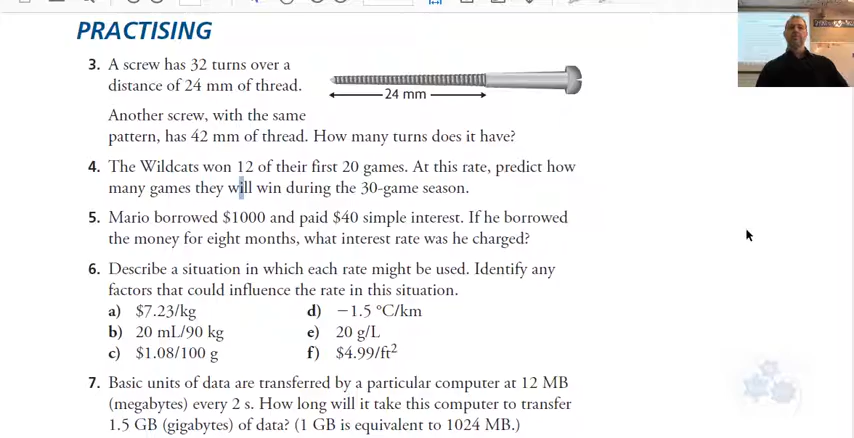 PRACTISING
3. A screw has 32 turns over a
distance of 24 mm of thread.
24 mm
Another screw, with the same
pattern, has 42 mm of thread. How many turns does it have?
4. The Wildcats won 12 of their first 20 games. At this rate, predict how
many games they will win during the 30-game season.
5. Mario borrowed $1000 and paid $40 simple interest. If he borrowed
the money for eight months, what interest rate was he charged?
6. Describe a situation in which each rate might be used. Identify any
factors that could influence the rate in this situation.
a) $7.23/kg
d) −1.5 °C/km
b) 20 mL/90 kg
e) 20 g/L
c) $1.08/100 g
f) $4.99/ft²
7. Basic units of data are transferred by a particular computer at 12 MB
(megabytes) every 2 s. How long will it take this computer to transfer
1.5 GB (gigabytes) of data? (1 GB is equivalent to 1024 MB.)